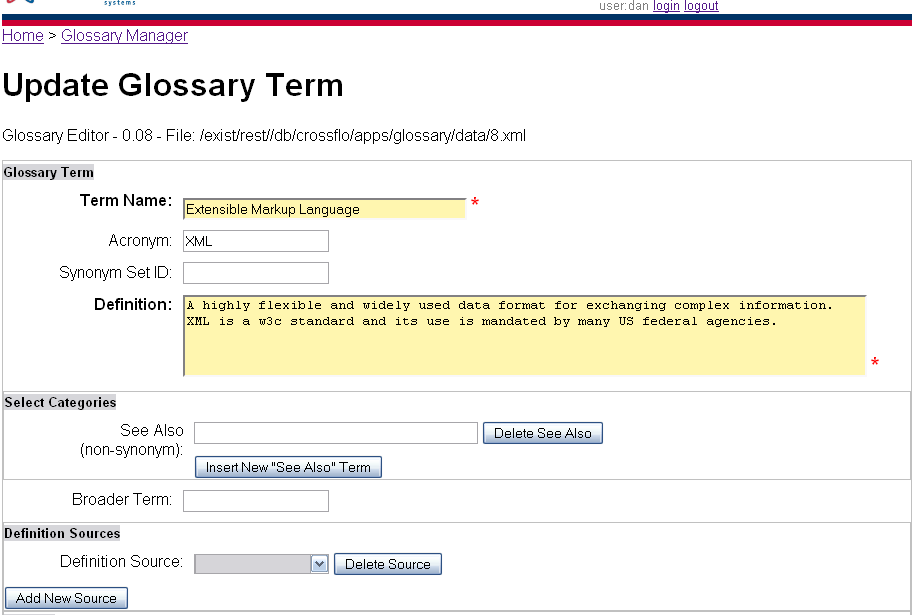 systems
user:dan login logout
Home > Glossary Manager
Update Glossary Term
Glossary Editor - 0.08 - File: /exist/rest//db/crossflo/apps/glossary/data/8.xml
Glossary Term
Term Name: Extensible Markup Language *
Acronym: XML
Synonym Set ID:
Definition: A highly flexible and widely used data format for exchanging complex information.
XML is a w3c standard and its use is mandated by many US federal agencies.
*
Select Categories
See Also Delete See Also
(non-synonym):
Insert New "See Also" Term
Broader Term:
Definition Sources
Definition Source: Delete Source
Add New Source